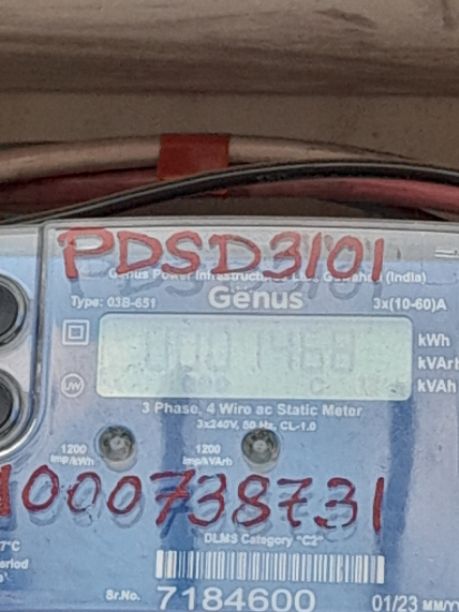 PDSD3101
Genus Power Infrastructures Ltd., Guwahati (India)
Type: 03B-651
Genus
3x(10-60)A
kWh
kVArh
kVAh
3 Phase, 4 Wire ac Static Meter
3x240V, 50 Hz, CL-1.0
1200
imp/kWh
1200
imp/kVArh
1000738731
DLMS Category "C2"
Sr.No. 7184600
01/23